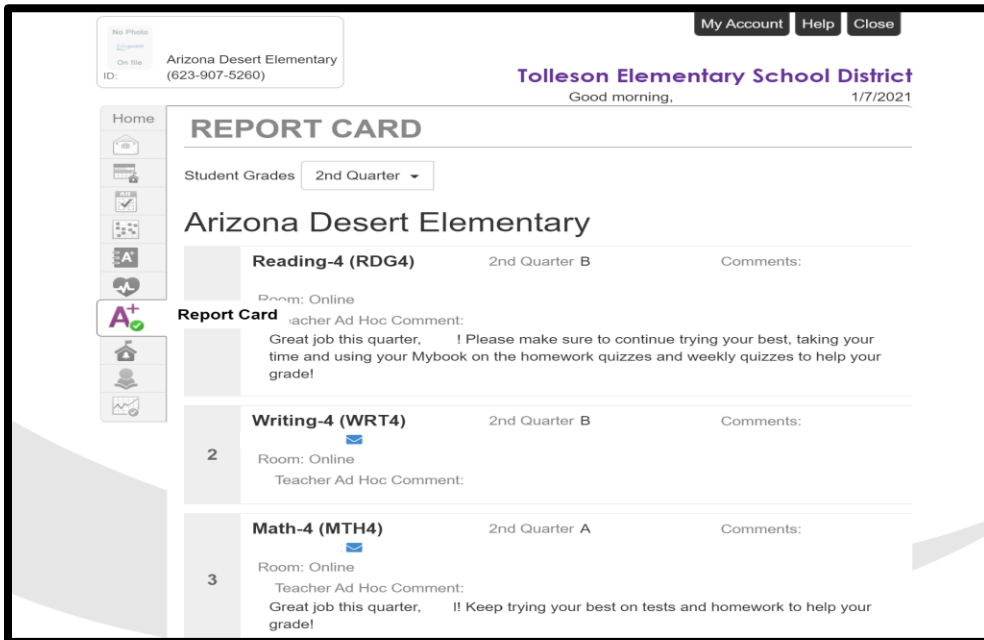 My Account Help Close
No Photo
On file
ID:
Arizona Desert Elementary
(623-907-5260)
Tolleson Elementary School District
Good morning, 1/7/2021
Home
REPORT CARD
Student Grades 2nd Quarter
Arizona Desert Elementary
Reading-4 (RDG4) 2nd Quarter B Comments:
Room: Online
Report Card
acher Ad Hoc Comment:
Great job this quarter, ! Please make sure to continue trying your best, taking your
time and using your Mybook on the homework quizzes and weekly quizzes to help your
grade!
Writing-4 (WRT4) 2nd Quarter B Comments:
2
Room: Online
Teacher Ad Hoc Comment:
Math-4 (MTH4) 2nd Quarter A Comments:
Room: Online
3
Teacher Ad Hoc Comment:
Great job this quarter, l! Keep trying your best on tests and homework to help your
grade!
A+